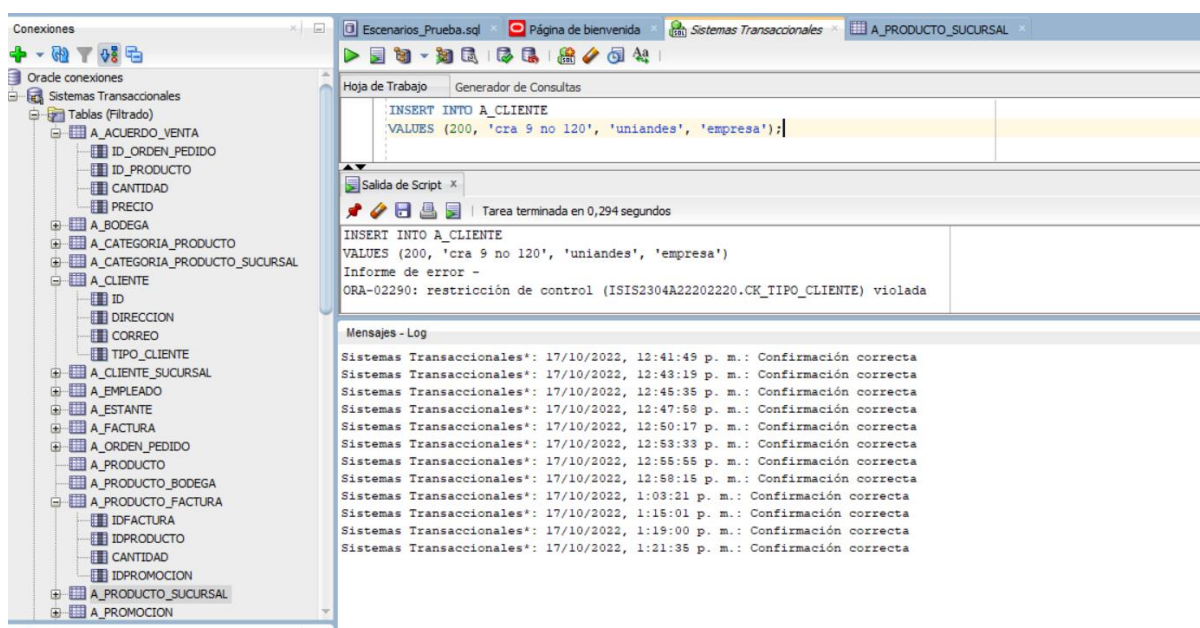 Conexiones
Oracle conexiones
Sistemas Transaccionales
Tablas (Filtrado)
A_ACUERDO_VENTA
ID_ORDEN_PEDIDO
ID_PRODUCTO
CANTIDAD
PRECIO
A_BODEGA
A_CATEGORIA_PRODUCTO
A_CATEGORIA_PRODUCTO_SUCURSAL
A_CLIENTE
ID
DIRECCION
CORREO
TIPO_CLIENTE
A_CLIENTE_SUCURSAL
A_EMPLEADO
A_ESTANTE
A_FACTURA
A_ORDEN_PEDIDO
A_PRODUCTO
A_PRODUCTO_BODEGA
A_PRODUCTO_FACTURA
IDFACTURA
IDPRODUCTO
CANTIDAD
IDPROMOCION
A_PRODUCTO_SUCURSAL
A_PROMOCION
Escenarios_Prueba.sql Página de bienvenida Sistemas Transaccionales A_PRODUCTO_SUCURSAL
Hoja de Trabajo Generador de Consultas
INSERT INTO A_CLIENTE
VALUES (200, 'cra 9 no 120', 'uniandes', 'empresa');
Salida de Script
Tarea terminada en 0,294 segundos
INSERT INTO A_CLIENTE
VALUES (200, 'cra 9 no 120', 'uniandes', 'empresa')
Informe de error -
ORA-02290: restricción de control (ISIS2304A22202220.CK_TIPO_CLIENTE) violada
Mensajes - Log
Sistemas Transaccionales*: 17/10/2022, 12:41:49 p. m.: Confirmación correcta
Sistemas Transaccionales*: 17/10/2022, 12:43:19 p. m.: Confirmación correcta
Sistemas Transaccionales*: 17/10/2022, 12:45:35 p. m.: Confirmación correcta
Sistemas Transaccionales*: 17/10/2022, 12:47:58 p. m.: Confirmación correcta
Sistemas Transaccionales*: 17/10/2022, 12:50:17 p. m.: Confirmación correcta
Sistemas Transaccionales*: 17/10/2022, 12:53:33 p. m.: Confirmación correcta
Sistemas Transaccionales*: 17/10/2022, 12:55:55 p. m.: Confirmación correcta
Sistemas Transaccionales*: 17/10/2022, 12:58:15 p. m.: Confirmación correcta
Sistemas Transaccionales*: 17/10/2022, 1:03:21 p. m.: Confirmación correcta
Sistemas Transaccionales*: 17/10/2022, 1:15:01 p. m.: Confirmación correcta
Sistemas Transaccionales*: 17/10/2022, 1:19:00 p. m.: Confirmación correcta
Sistemas Transaccionales*: 17/10/2022, 1:21:35 p. m.: Confirmación correcta